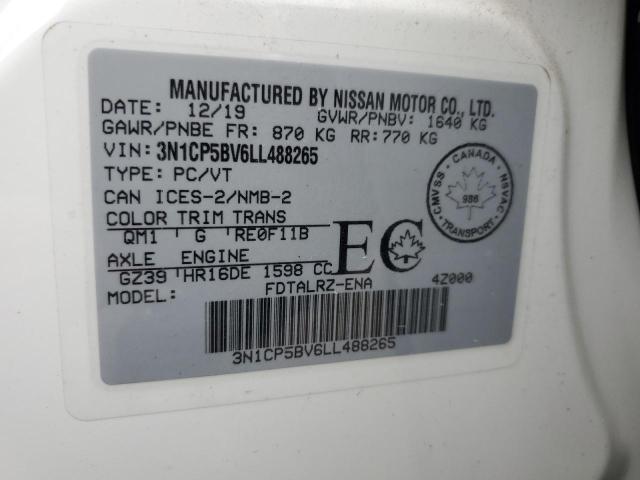 MANUFACTURED BY NISSAN MOTOR CO., LTD.
DATE: 12/19 GVWR/PNBV: 1640 KG
GAWR/PNBE FR: 870 KG RR: 770 KG
VIN: 3N1CP5BV6LL488265
TYPE: PC/VT
CAN ICES-2/NMB-2
COLOR TRIM TRANS
QM1 G RE0F11B
AXLE ENGINE
GZ39 HR16DE 1598 CC
MODEL: FDTALRZ-ENA 4Z000
EC
CANADA
CMVSS NSVAC
986
TRANSPORT
3N1CP5BV6LL488265